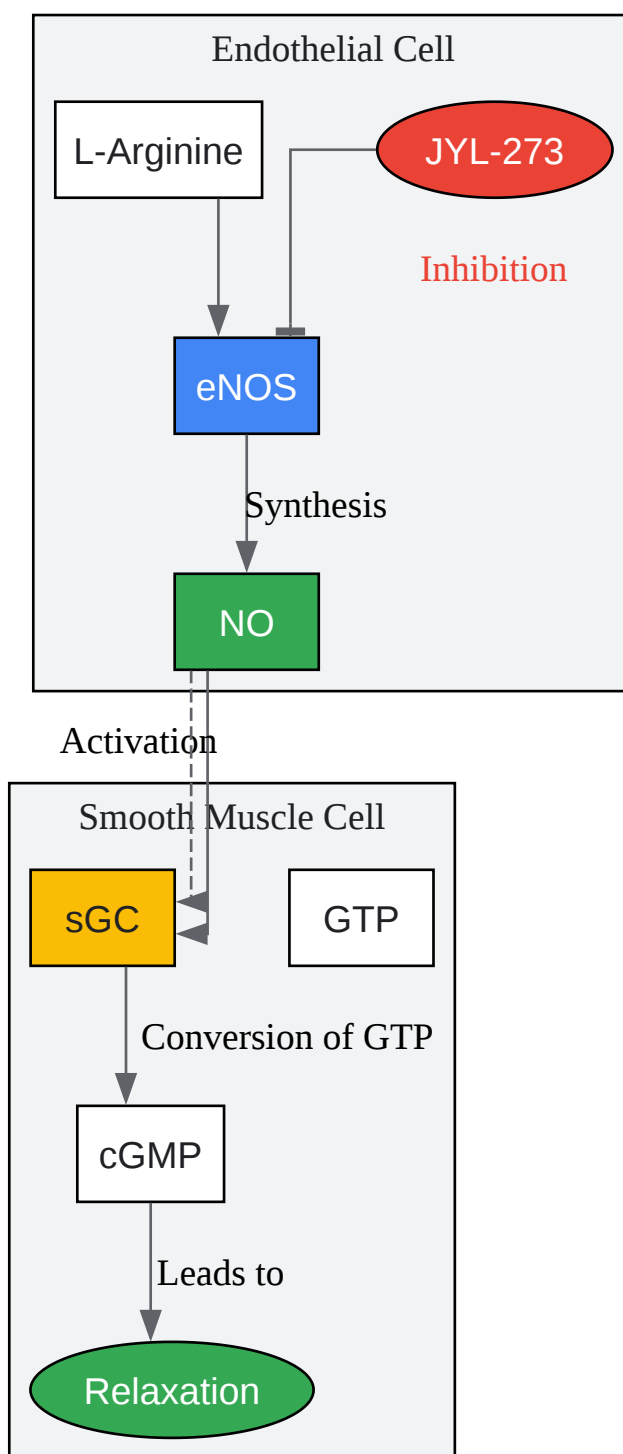 Endothelial Cell
L-Arginine
JYL-273
Inhibition
eNOS
Synthesis
NO
Activation
Smooth Muscle Cell
sGC
GTP
Conversion of GTP
cGMP
Leads to
Relaxation